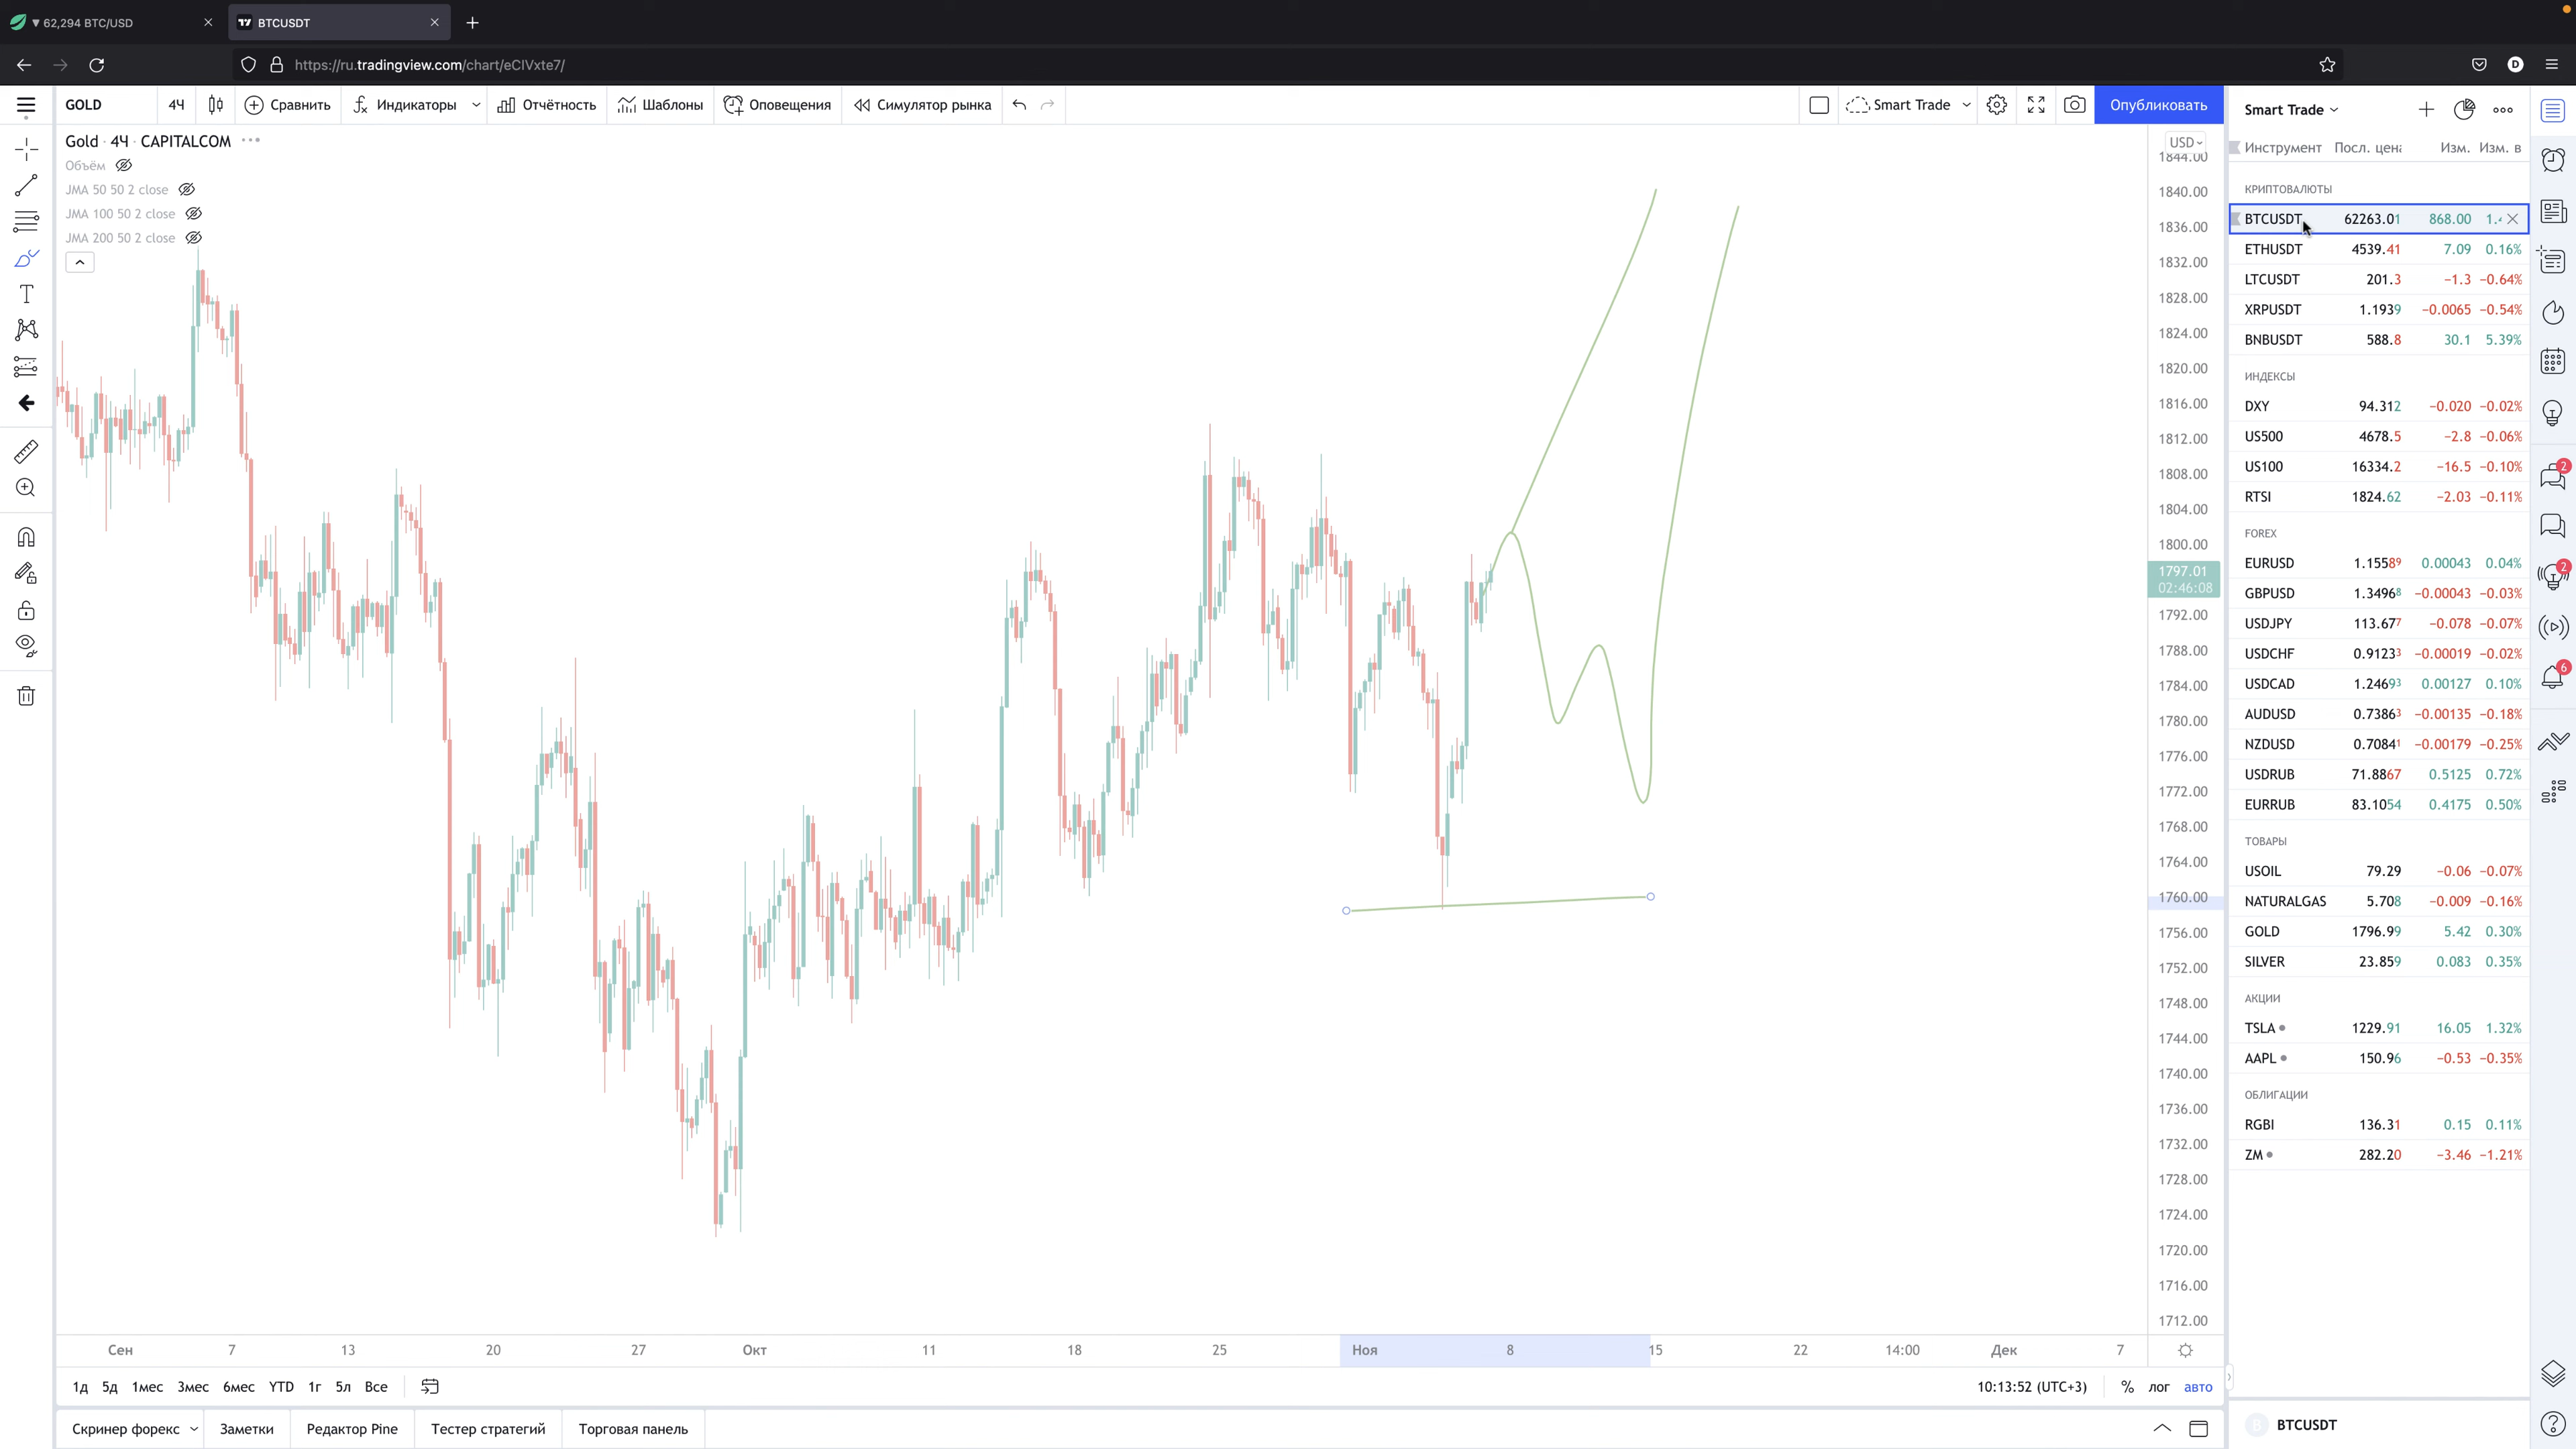 ▼ 62,294 BTC/USD
BTCUSDT
https://ru.tradingview.com/chart/eCIVxte7/
GOLD
4Ч
Сравнить
Индикаторы
Отчётность
Шаблоны
Оповещения
Симулятор рынка
Smart Trade
Опубликовать
Gold · 4Ч · CAPITALCOM
Объём
JMA 50 50 2 close
JMA 100 50 2 close
JMA 200 50 2 close
USD
1844.00
1840.00
1836.00
1832.00
1828.00
1824.00
1820.00
1816.00
1812.00
1808.00
1804.00
1800.00
1797.01
02:46:08
1792.00
1788.00
1784.00
1780.00
1776.00
1772.00
1768.00
1764.00
1760.00
1756.00
1752.00
1748.00
1744.00
1740.00
1736.00
1732.00
1728.00
1724.00
1720.00
1716.00
1712.00
Сен 7 13 20 27 Окт 11 18 25 Ноя 8 15 22 14:00 Дек 7
1д 5д 1мес 3мес 6мес YTD 1г 5л Все
10:13:52 (UTC+3) % лог авто
Скринер форекс Заметки Редактор Pine Тестер стратегий Торговая панель
Smart Trade
Инструмент Посл. цена Изм. Изм. в
КРИПТОВАЛЮТЫ
BTCUSDT 62263.01 868.00
ETHUSDT 4539.41 7.09 0.16%
LTCUSDT 201.3 −1.3 −0.64%
XRPUSDT 1.1939 −0.0065 −0.54%
BNBUSDT 588.8 30.1 5.39%
ИНДЕКСЫ
DXY 94.312 −0.020 −0.02%
US500 4678.5 −2.8 −0.06%
US100 16334.2 −16.5 −0.10%
RTSI 1824.62 −2.03 −0.11%
FOREX
EURUSD 1.15589 0.00043 0.04%
GBPUSD 1.34968 −0.00043 −0.03%
USDJPY 113.677 −0.078 −0.07%
USDCHF 0.91233 −0.00019 −0.02%
USDCAD 1.24693 0.00127 0.10%
AUDUSD 0.73863 −0.00135 −0.18%
NZDUSD 0.70841 −0.00179 −0.25%
USDRUB 71.8867 0.5125 0.72%
EURRUB 83.1054 0.4175 0.50%
ТОВАРЫ
USOIL 79.29 −0.06 −0.07%
NATURALGAS 5.708 −0.009 −0.16%
GOLD 1796.99 5.42 0.30%
SILVER 23.859 0.083 0.35%
АКЦИИ
TSLA 1229.91 16.05 1.32%
AAPL 150.96 −0.53 −0.35%
ОБЛИГАЦИИ
RGBI 136.31 0.15 0.11%
ZM 282.20 −3.46 −1.21%
BTCUSDT
2
2
6
D